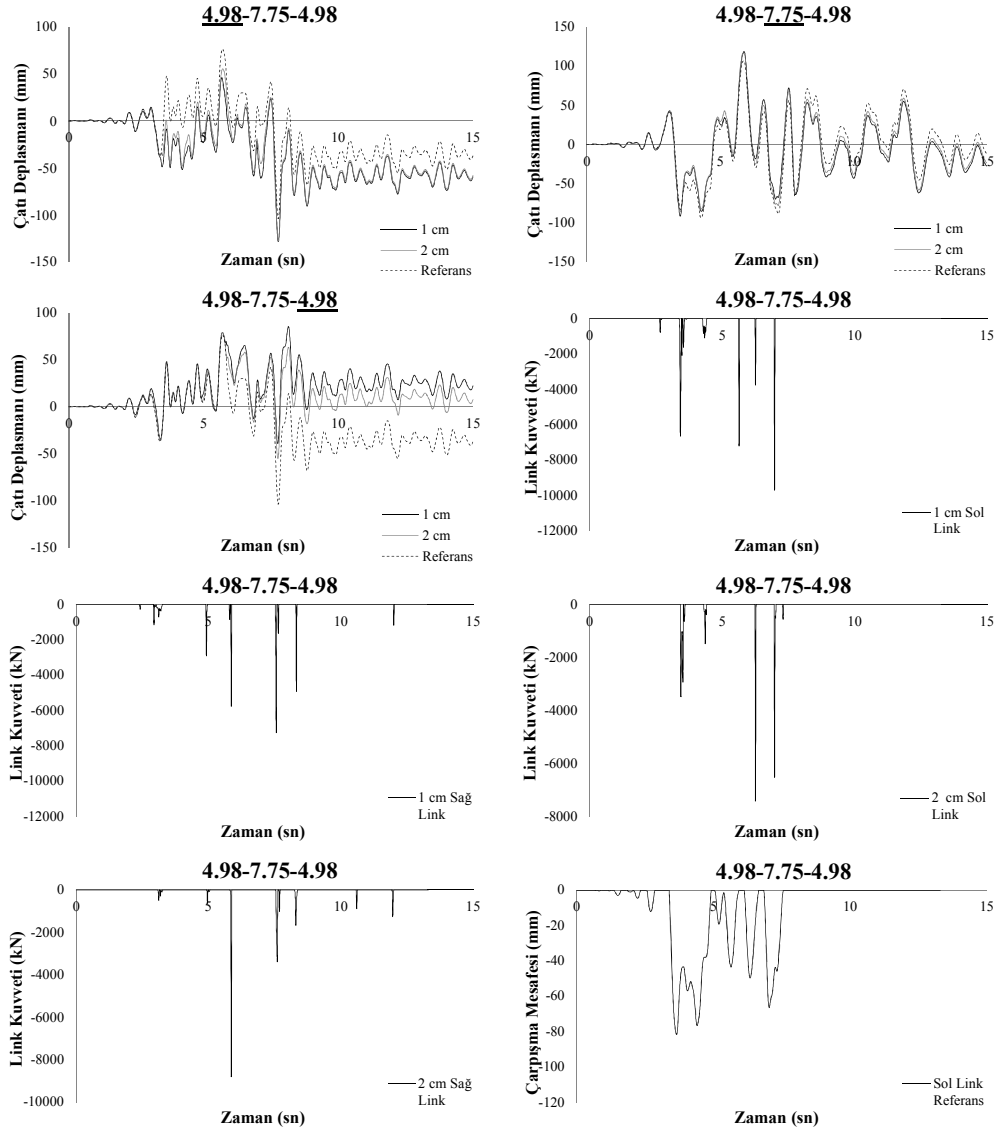 4.98-7.75-4.98
100
50
0
-50
-100
-150
0
5
10
15
Çatı Deplasmanı (mm)
Zaman (sn)
1 cm
2 cm
Referans
4.98-7.75-4.98
150
100
50
0
-50
-100
-150
0
5
10
15
Çatı Deplasmanı (mm)
Zaman (sn)
1 cm
2 cm
Referans
4.98-7.75-4.98
100
50
0
-50
-100
-150
0
5
10
15
Çatı Deplasmanı (mm)
Zaman (sn)
1 cm
2 cm
Referans
4.98-7.75-4.98
0
-2000
-4000
-6000
-8000
-10000
-12000
0
5
10
15
Link Kuvveti (kN)
Zaman (sn)
1 cm Sol
Link
4.98-7.75-4.98
0
-2000
-4000
-6000
-8000
-10000
-12000
0
5
10
15
Link Kuvveti (kN)
Zaman (sn)
1 cm Sağ
Link
4.98-7.75-4.98
0
-2000
-4000
-6000
-8000
0
5
10
15
Link Kuvveti (kN)
Zaman (sn)
2 cm Sol
Link
4.98-7.75-4.98
0
-2000
-4000
-6000
-8000
-10000
0
5
10
15
Link Kuvveti (kN)
Zaman (sn)
2 cm Sağ
Link
4.98-7.75-4.98
0
-20
-40
-60
-80
-100
-120
0
5
10
15
Çarpışma Mesafesi (mm)
Zaman (sn)
Sol Link
Referans